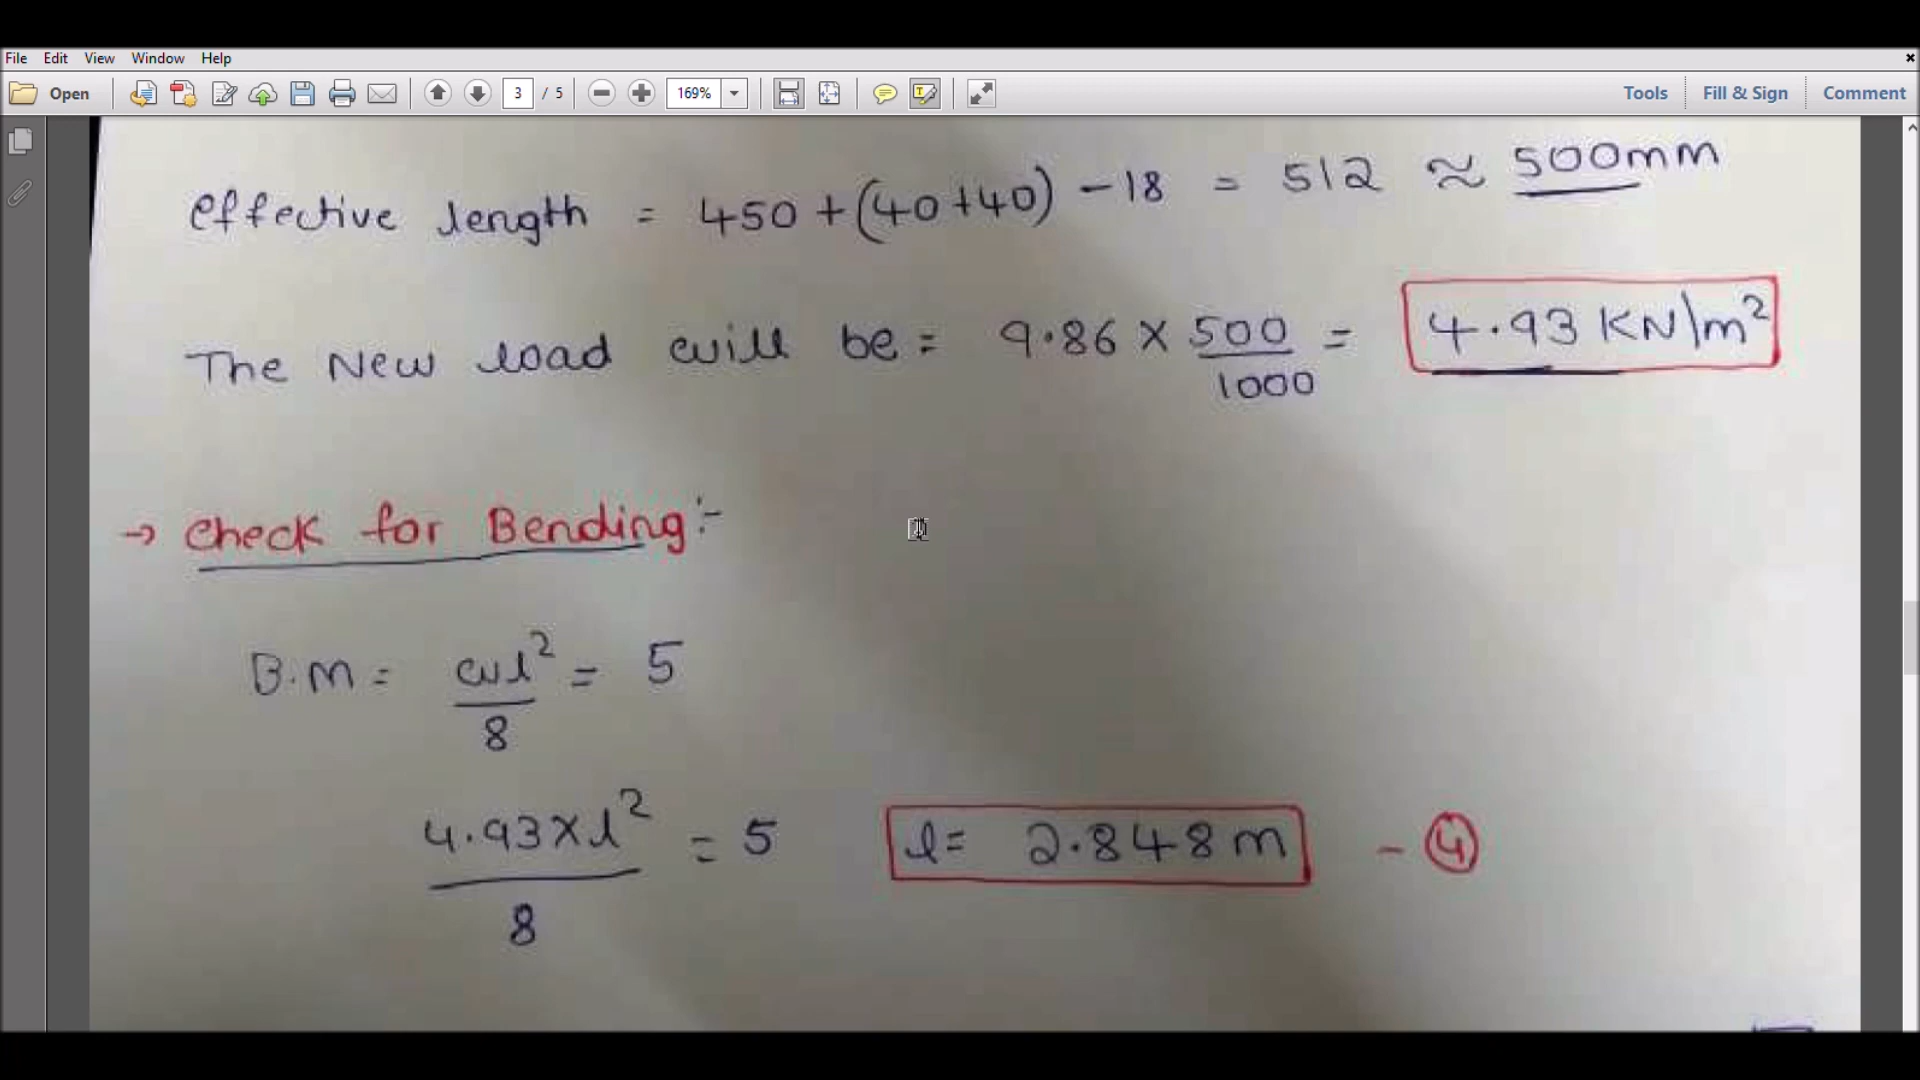 File Edit View Window Help
Open 3 / 5 169% Tools Fill & Sign Comment
effective length = 450 + (40+40) - 18 = 512 ≈ 500mm
The New load will be = 9.86 × 500/1000 = 4.93 KN/m²
→ Check for Bending :-
B.M = wl²/8 = 5
4.93×l²/8 = 5 l = 2.848 m - ④